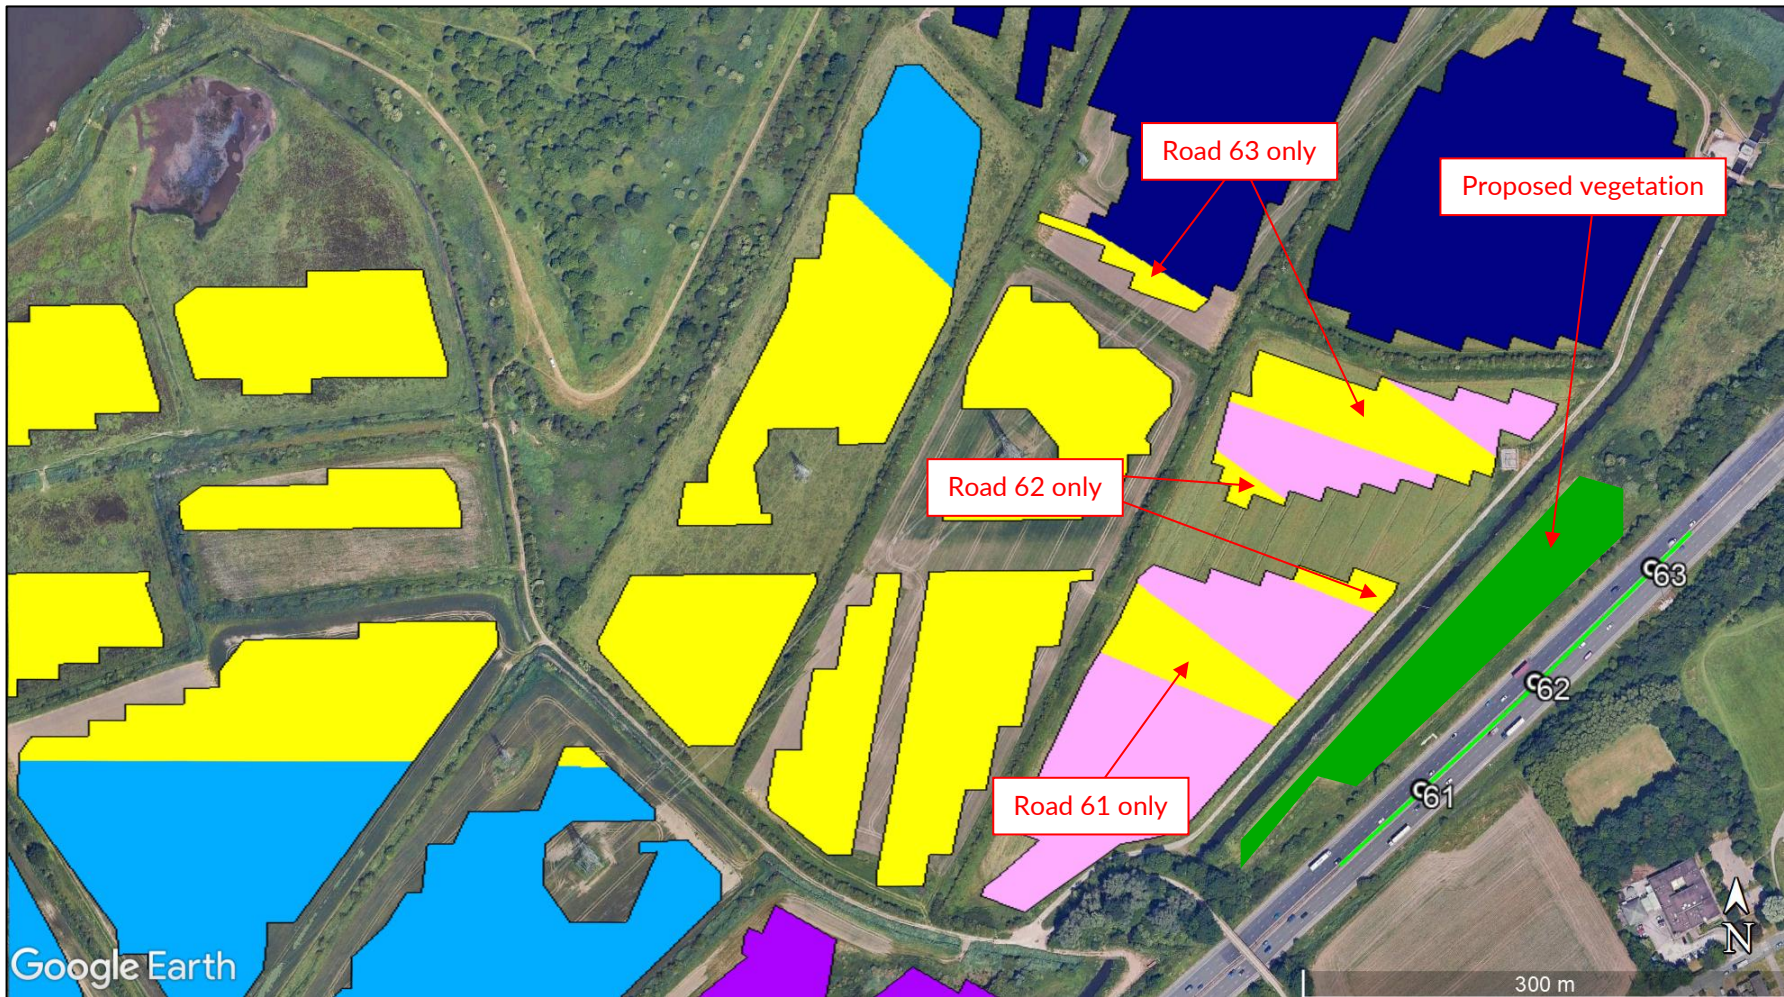 Road 63 only
Proposed vegetation
Road 62 only
63
62
61
Road 61 only
N
Google Earth
300 m